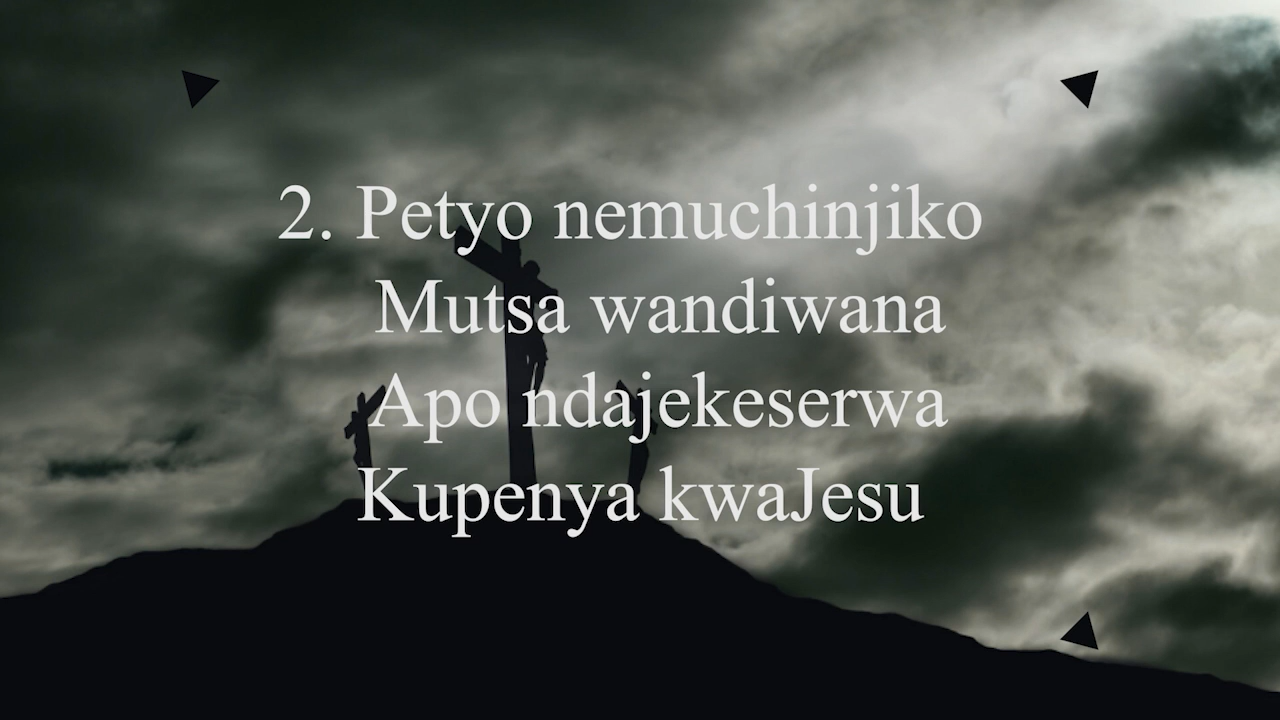 2. Petyo nemuchinjiko
Mutsa wandiwana
Apo ndajekeserwa
Kupenya kwaJesu